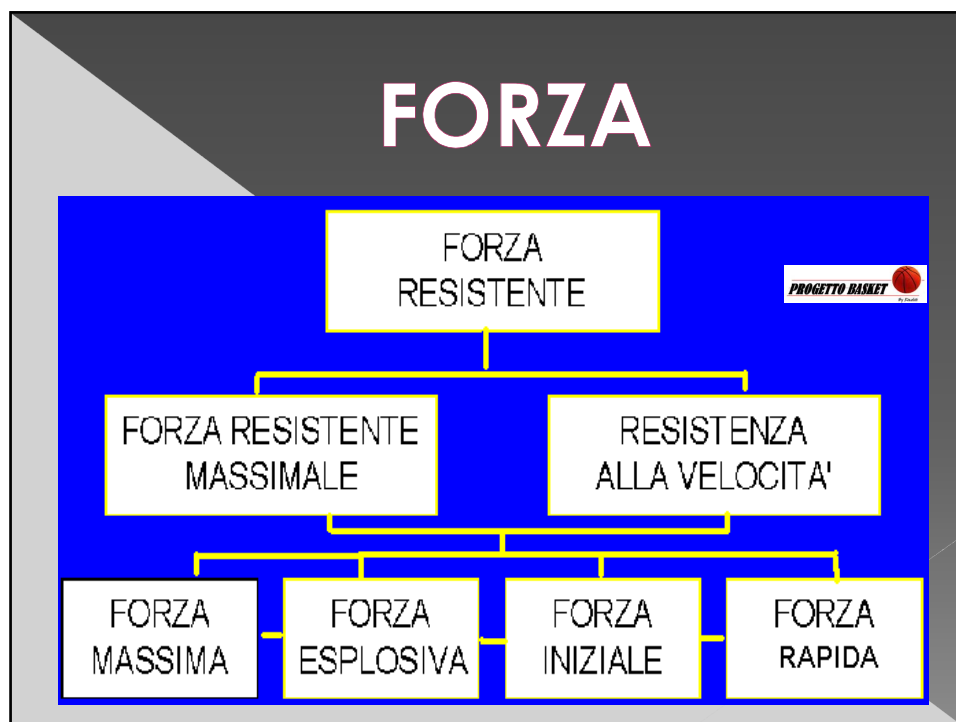 FORZA
FORZA
RESISTENTE
PROGETTO BASKET
FORZA RESISTENTE
MASSIMALE
RESISTENZA
ALLA VELOCITA'
FORZA
MASSIMA
FORZA
ESPLOSIVA
FORZA
INIZIALE
FORZA
RAPIDA